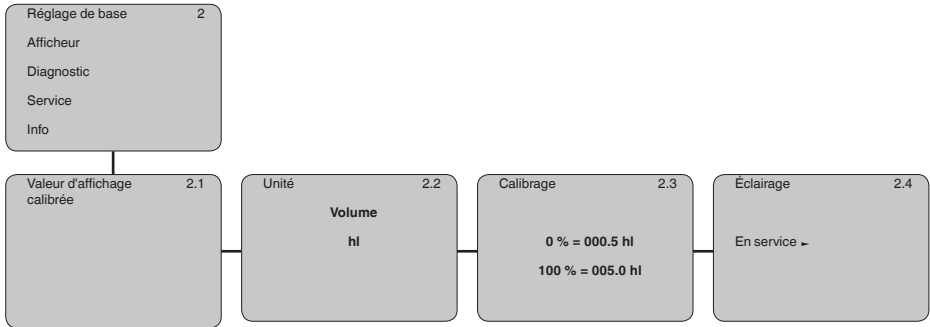 Réglage de base 2
Afficheur
Diagnostic
Service
Info
Valeur d'affichage 2.1
calibrée
Unité 2.2
Volume
hl
Calibrage 2.3
0 % = 000.5 hl
100 % = 005.0 hl
Éclairage 2.4
En service ►